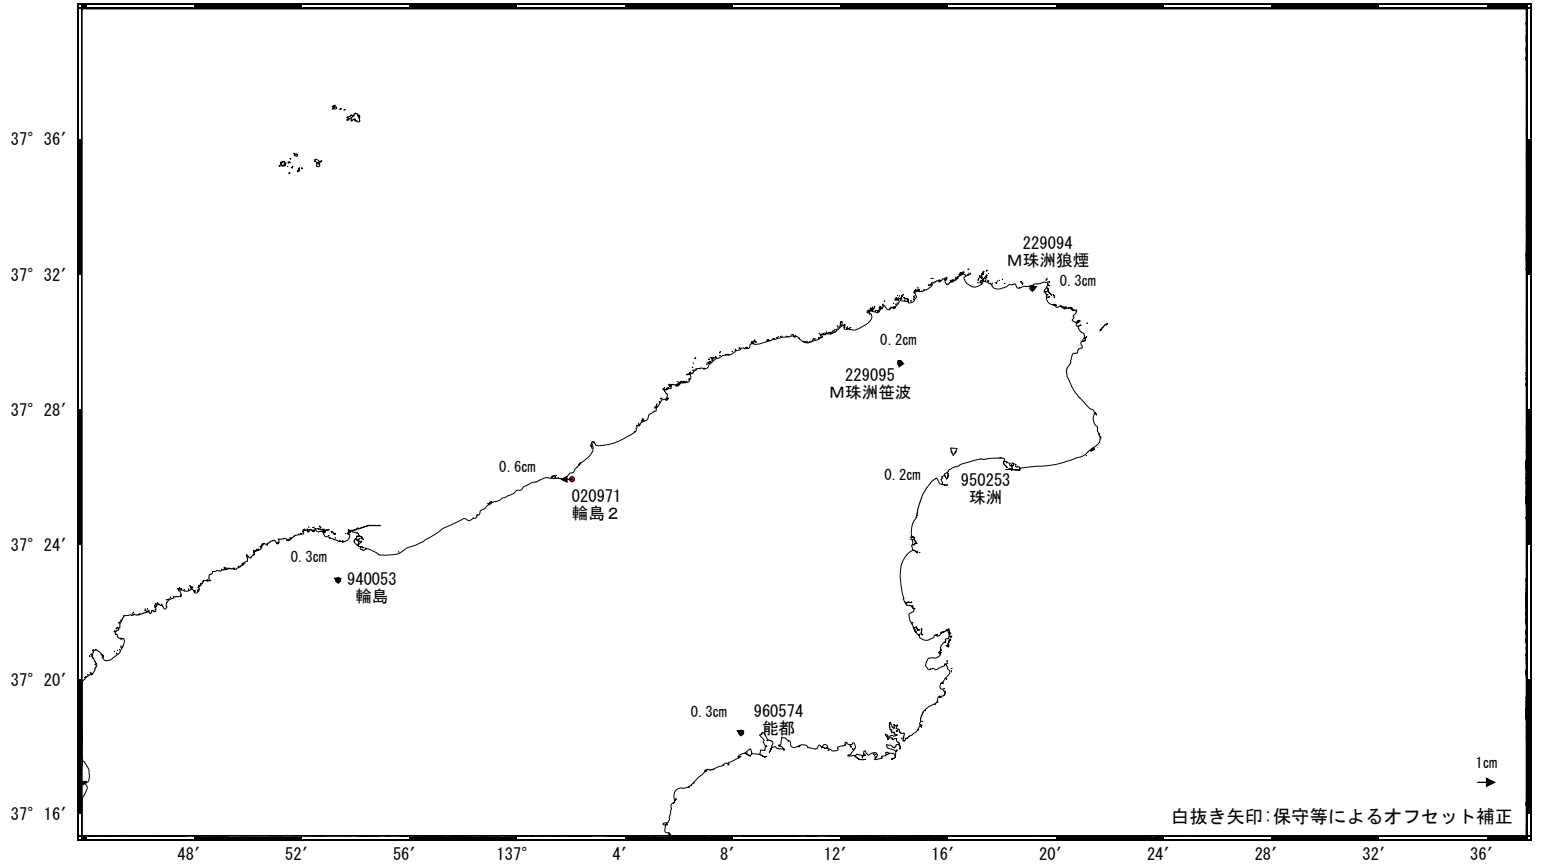 37° 36′
37° 32′
37° 28′
37° 24′
37° 20′
37° 16′
229094
M珠洲狼煙
0.3cm
0.2cm
229095
M珠洲笹波
0.6cm
020971
輪島2
0.2cm
950253
珠洲
0.3cm
940053
輪島
0.3cm
960574
能都
1cm
白抜き矢印:保守等によるオフセット補正
48′ 52′ 56′ 137° 4′ 8′ 12′ 16′ 20′ 24′ 28′ 32′ 36′